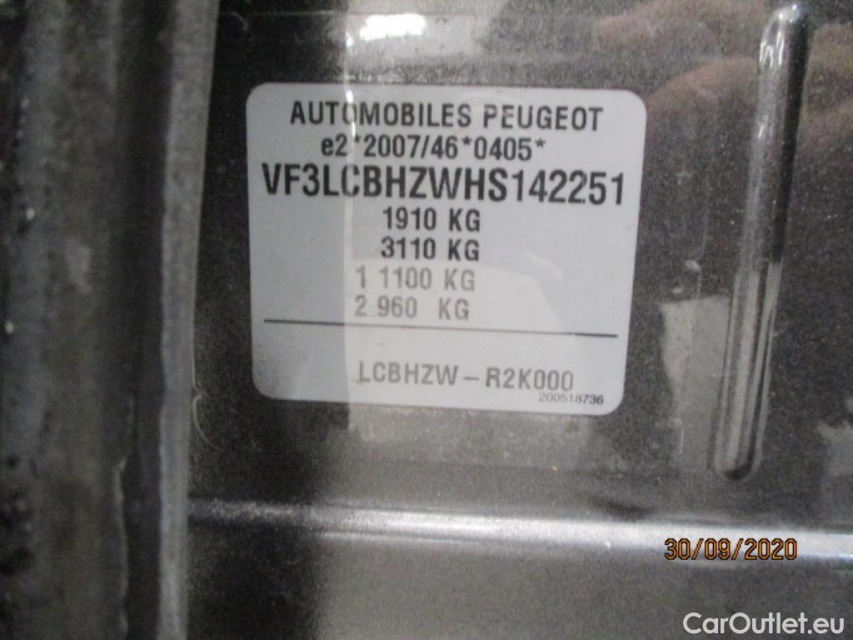 AUTOMOBILES PEUGEOT
e2*2007/46*0405*
VF3LCBHZWHS142251
1910 KG
3110 KG
1 1100 KG
2 960 KG
LCBHZW-R2K000
200518736
30/09/2020
CarOutlet.eu